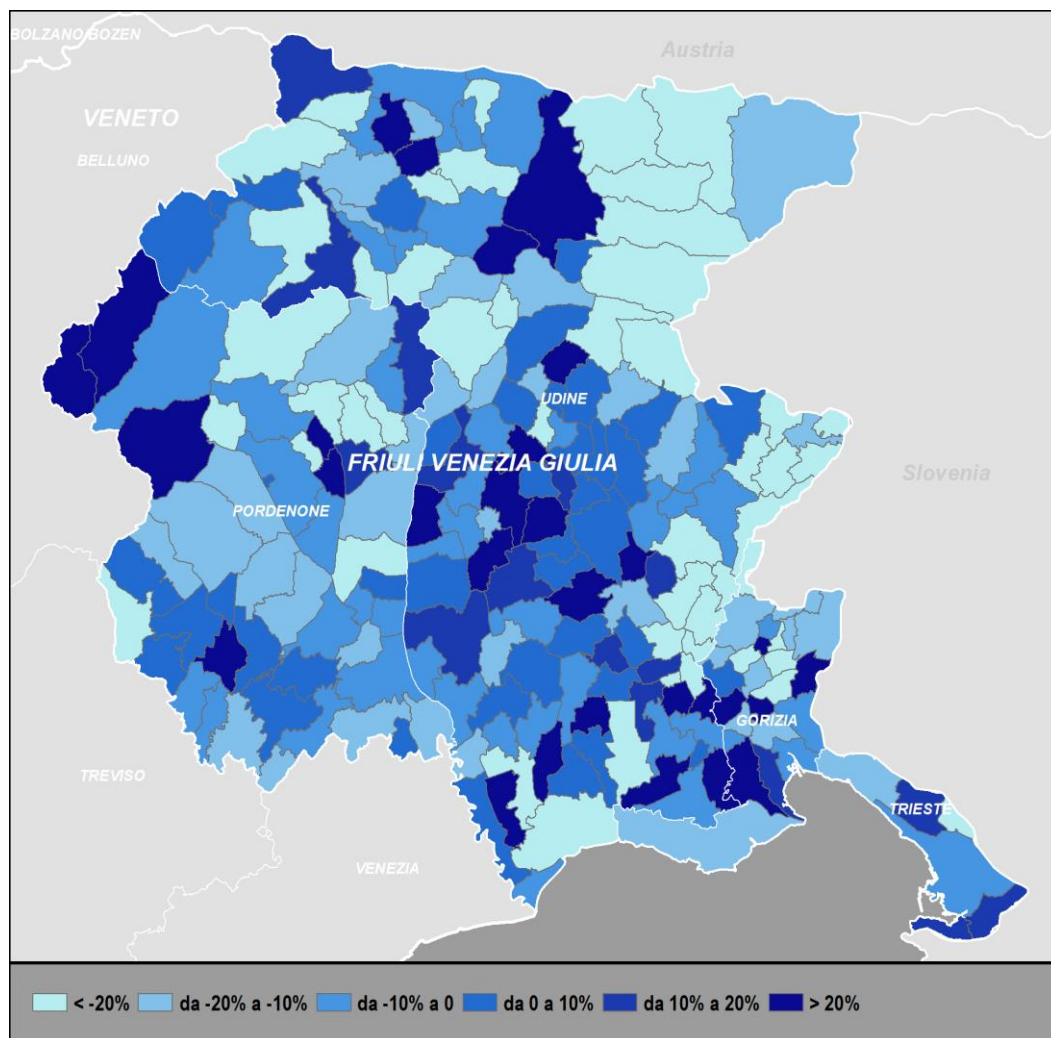 BOLZANO/BOZEN
Austria
VENETO
BELLUNO
UDINE
FRIULI VENEZIA GIULIA
Slovenia
PORDENONE
GORIZIA
TREVISO
TRIESTE
VENEZIA
< -20%
da -20% a -10%
da -10% a 0
da 0 a 10%
da 10% a 20%
> 20%